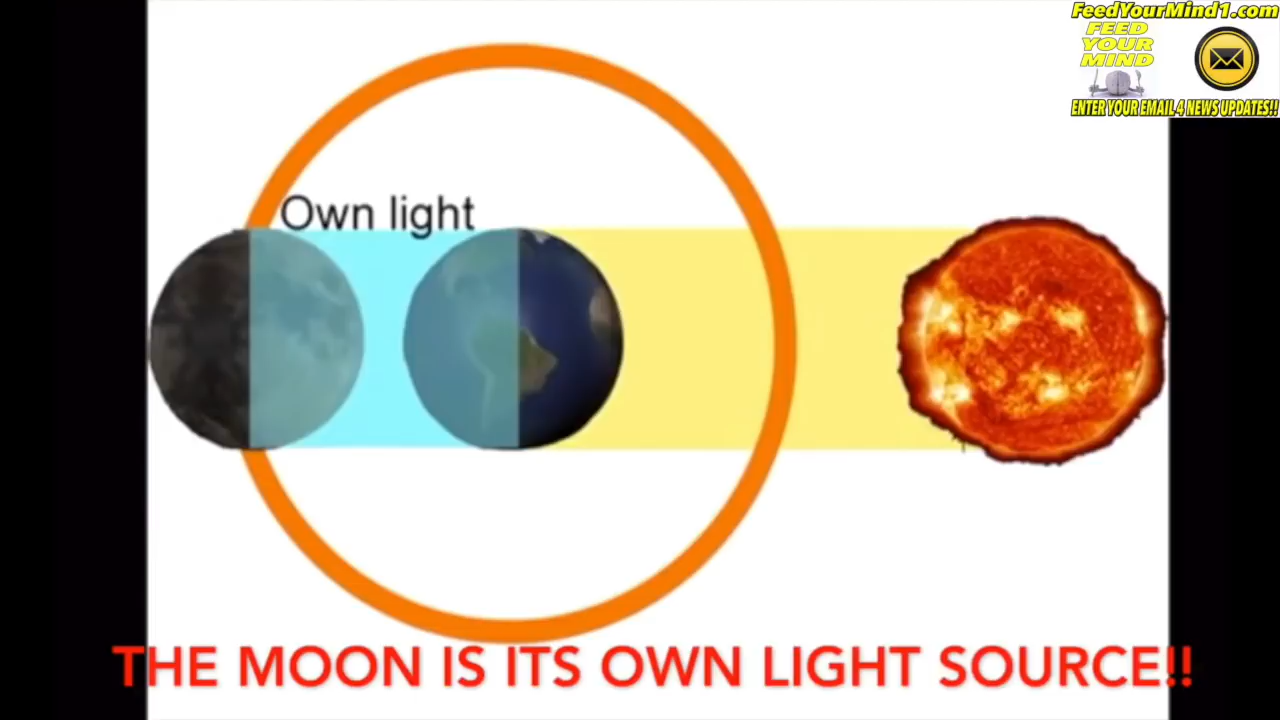 FeedYourMind1.com
FEED
YOUR
MIND
ENTER YOUR EMAIL 4 NEWS UPDATES!!
Own light
THE MOON IS ITS OWN LIGHT SOURCE!!